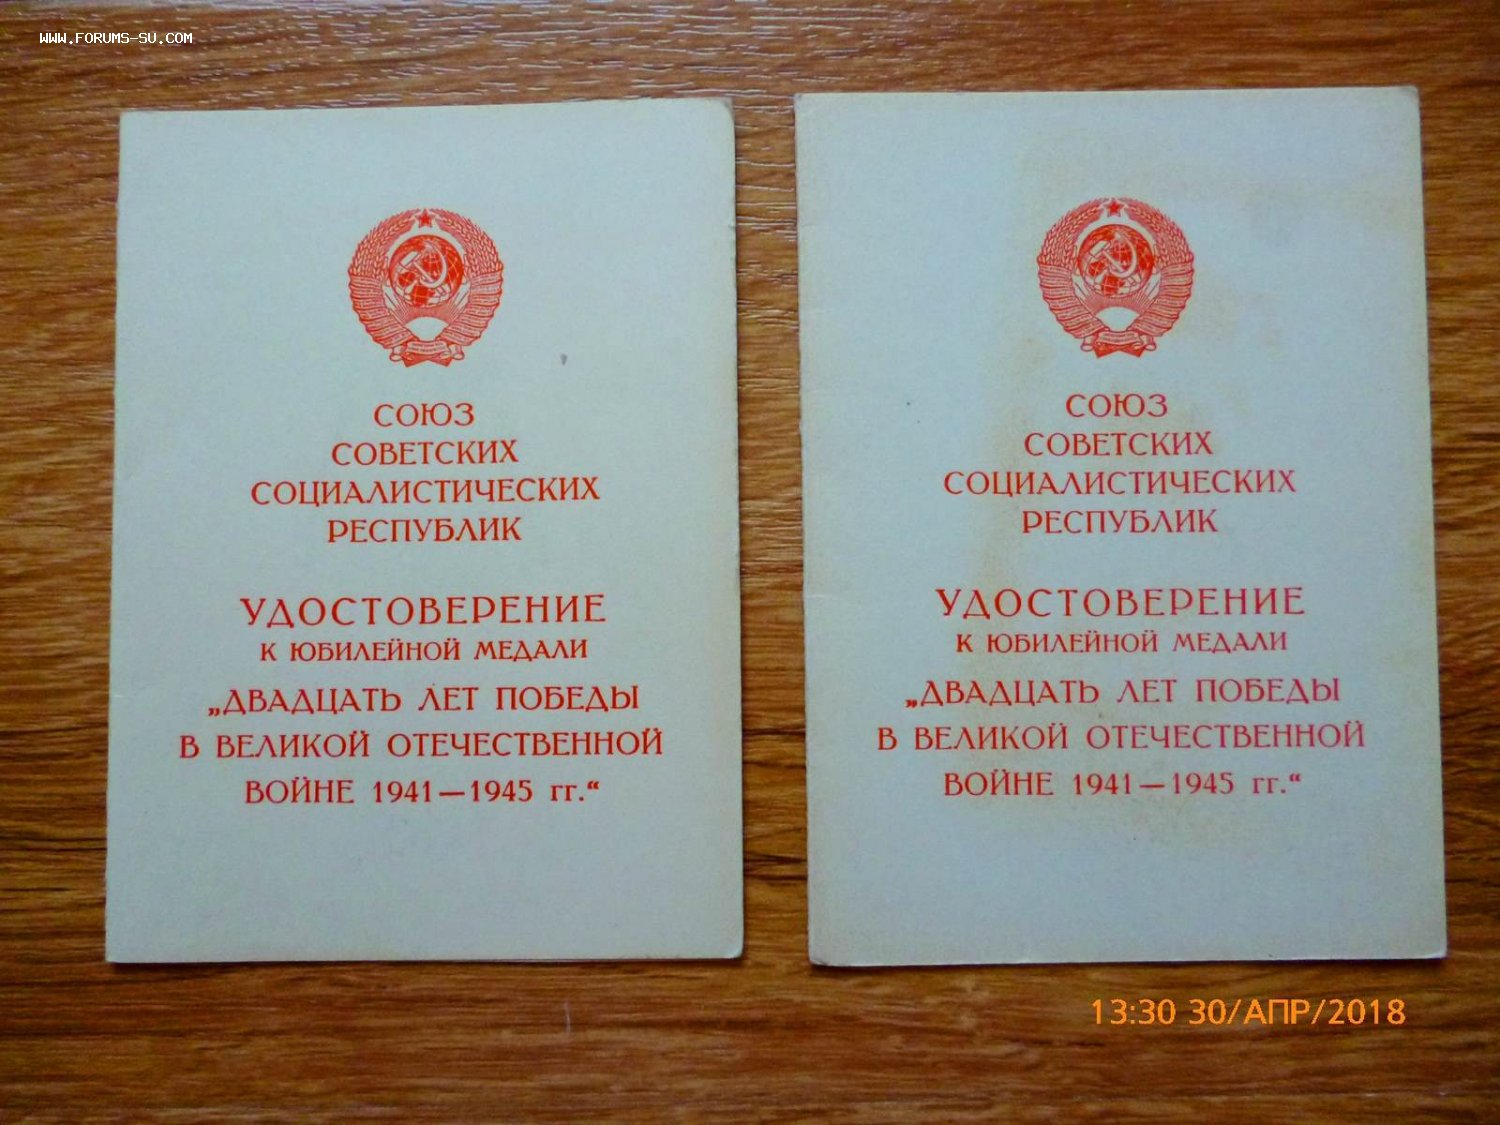 WWW.FORUMS-SU.COM
СОЮЗ
СОВЕТСКИХ
СОЦИАЛИСТИЧЕСКИХ
РЕСПУБЛИК
УДОСТОВЕРЕНИЕ
К ЮБИЛЕЙНОЙ МЕДАЛИ
„ДВАДЦАТЬ ЛЕТ ПОБЕДЫ
В ВЕЛИКОЙ ОТЕЧЕСТВЕННОЙ
ВОЙНЕ 1941—1945 гг.“
СОЮЗ
СОВЕТСКИХ
СОЦИАЛИСТИЧЕСКИХ
РЕСПУБЛИК
УДОСТОВЕРЕНИЕ
К ЮБИЛЕЙНОЙ МЕДАЛИ
„ДВАДЦАТЬ ЛЕТ ПОБЕДЫ
В ВЕЛИКОЙ ОТЕЧЕСТВЕННОЙ
ВОЙНЕ 1941—1945 гг.“
13:30 30/АПР/2018